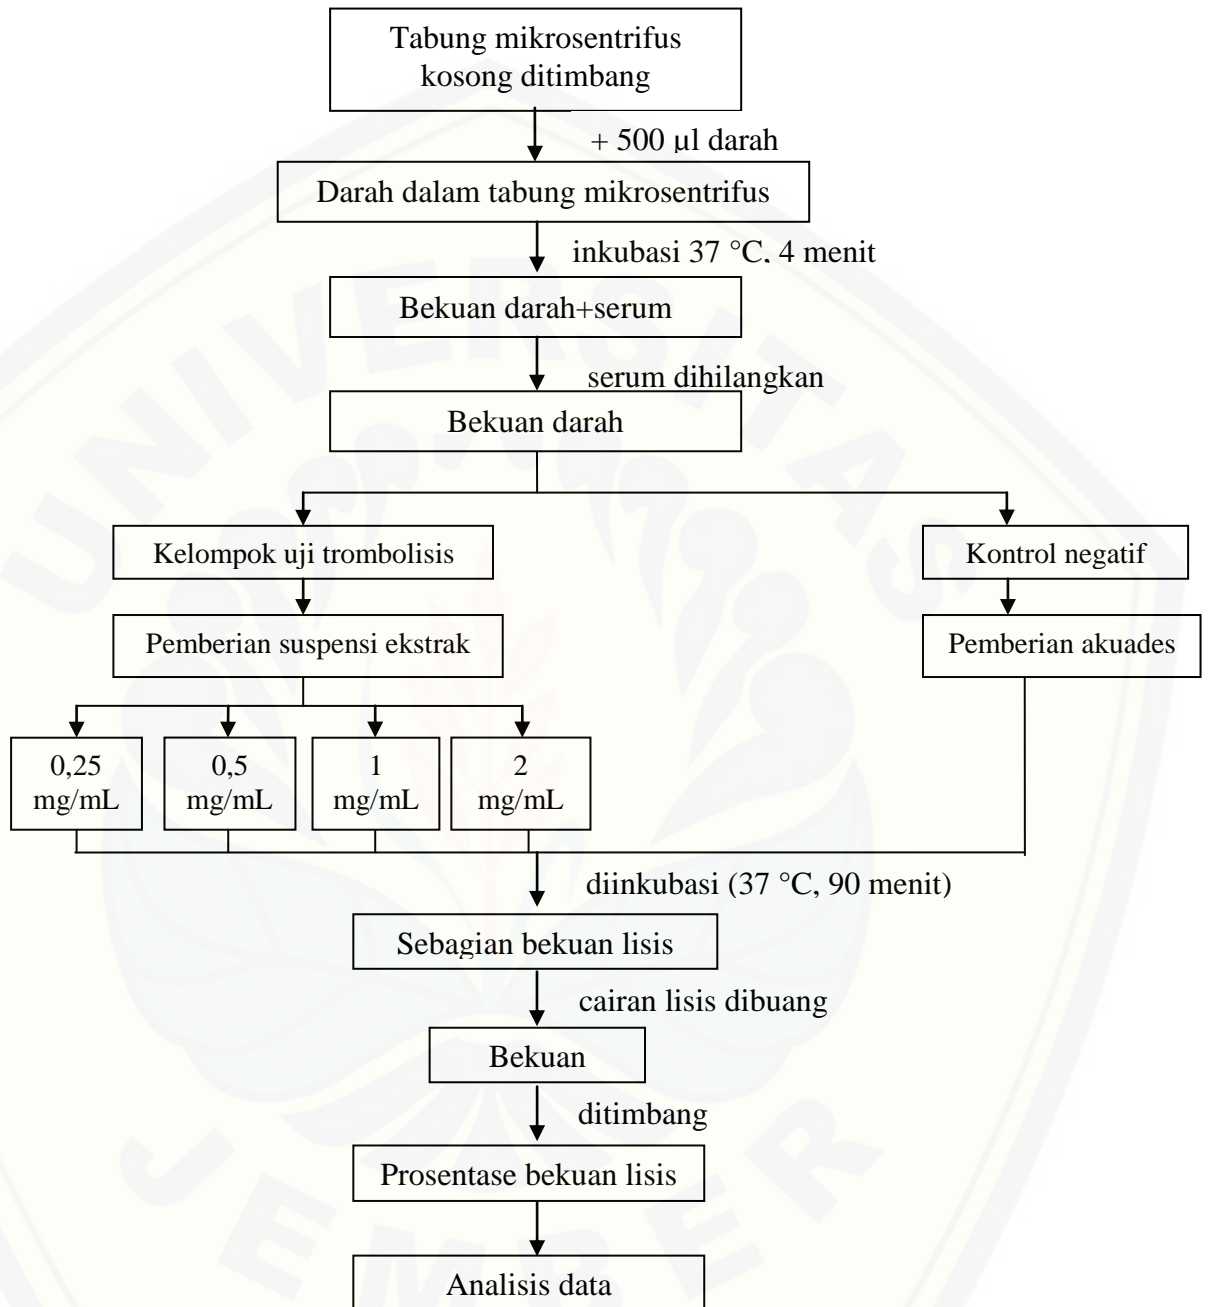 Tabung mikrosentrifus
kosong ditimbang
+ 500 µl darah
Darah dalam tabung mikrosentrifus
inkubasi 37 °C, 4 menit
Bekuan darah+serum
serum dihilangkan
Bekuan darah
Kelompok uji trombolisis
Kontrol negatif
Pemberian suspensi ekstrak
Pemberian akuades
0,25
mg/mL
0,5
mg/mL
1
mg/mL
2
mg/mL
diinkubasi (37 °C, 90 menit)
Sebagian bekuan lisis
cairan lisis dibuang
Bekuan
ditimbang
Prosentase bekuan lisis
Analisis data
UNIVERSITAS
JEMBER